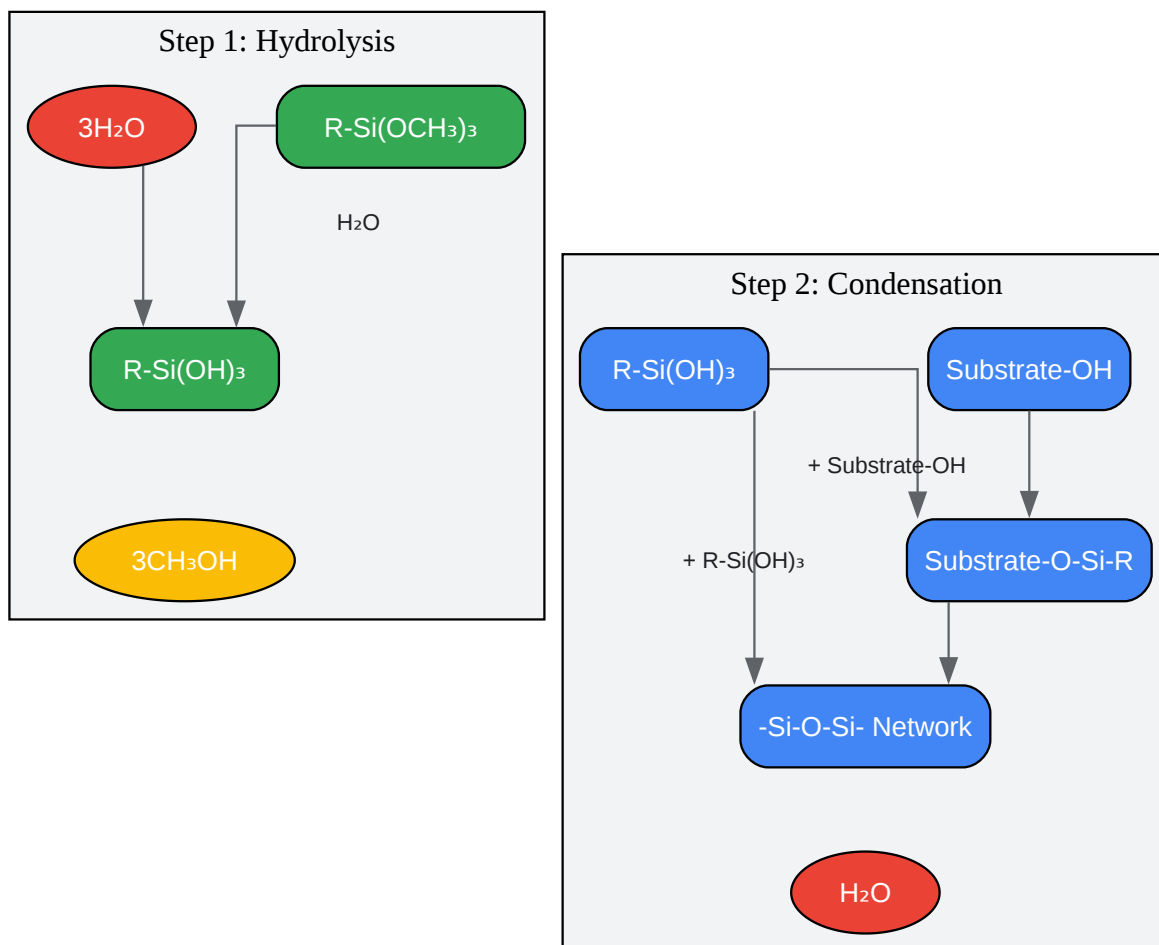 Step 1: Hydrolysis
3H₂O
R-Si(OCH₃)₃
H₂O
R-Si(OH)₃
3CH₃OH
Step 2: Condensation
R-Si(OH)₃
Substrate-OH
+ Substrate-OH
+ R-Si(OH)₃
Substrate-O-Si-R
-Si-O-Si- Network
H₂O